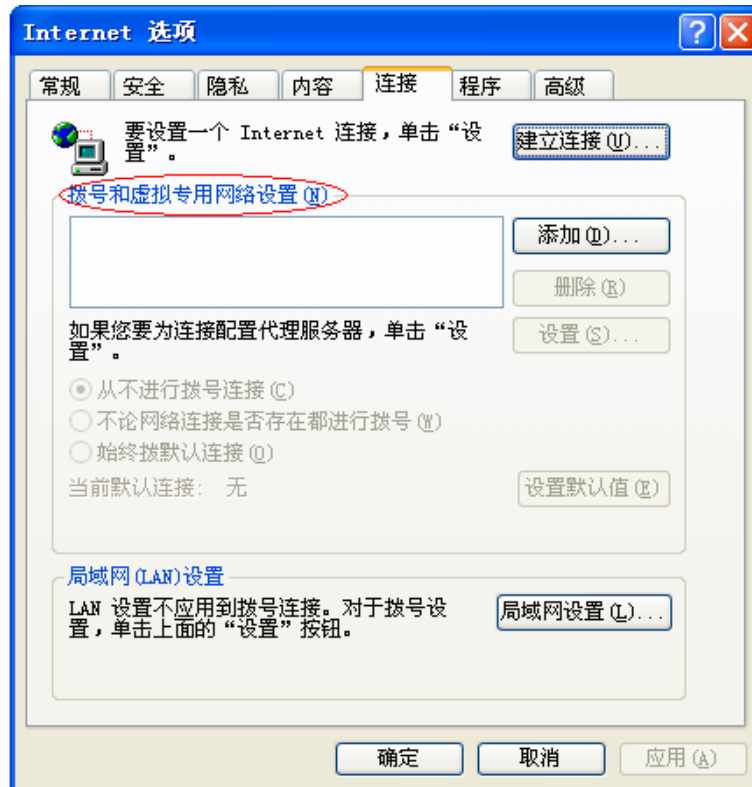 Internet 选项
常规 安全 隐私 内容 连接 程序 高级
要设置一个 Internet 连接，单击“设
置”。
建立连接(U)...
拨号和虚拟专用网络设置(N)
添加(D)...
删除(R)
如果您要为连接配置代理服务器，单击“设
置”。
设置(S)...
从不进行拨号连接(C)
不论网络连接是否存在都进行拨号(W)
始终拨默认连接(O)
当前默认连接： 无
设置默认值(E)
局域网(LAN)设置
LAN 设置不应用到拨号连接。对于拨号设
置，单击上面的“设置”按钮。
局域网设置(L)...
确定 取消 应用(A)